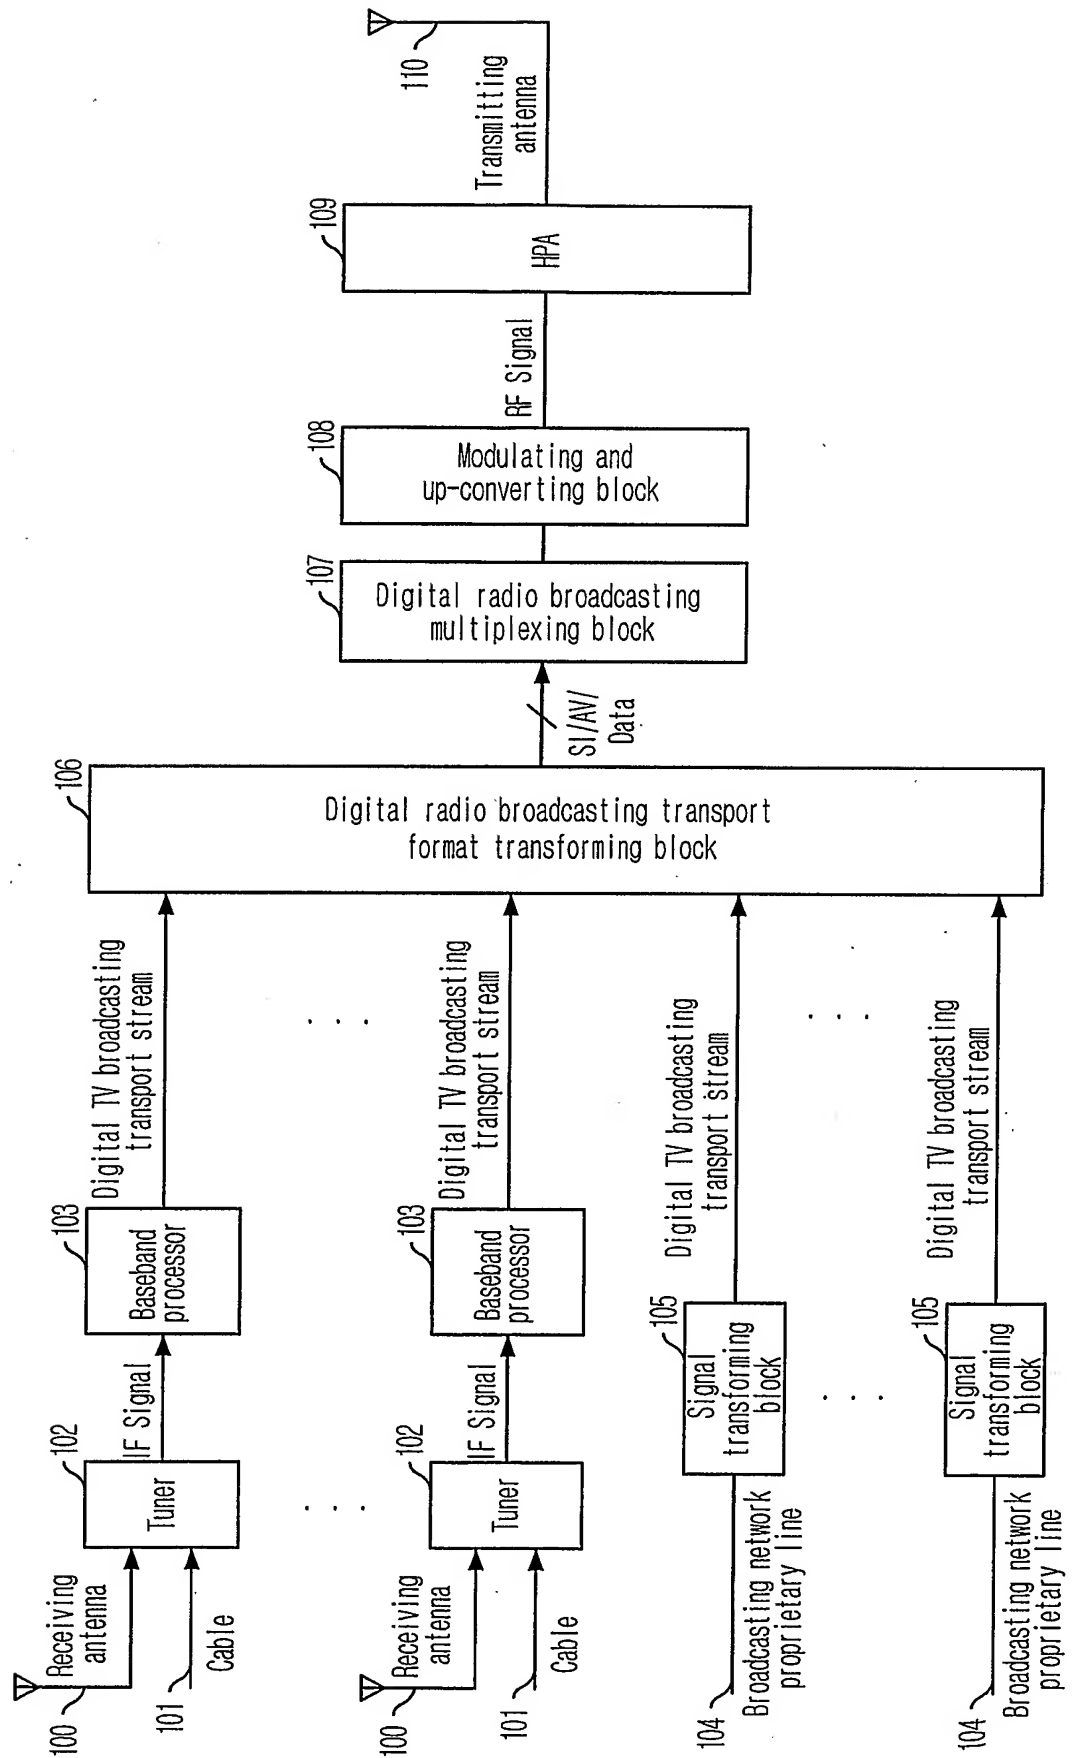 100
Receiving
antenna
101
Cable
102
Tuner
IF Signal
103
Baseband
processor
Digital TV broadcasting
transport stream
. . .
. . .
100
Receiving
antenna
101
Cable
102
Tuner
IF Signal
103
Baseband
processor
Digital TV broadcasting
transport stream
104
Broadcasting network
proprietary line
105
Signal
transforming
block
Digital TV broadcasting
transport stream
. . .
. . .
104
Broadcasting network
proprietary line
105
Signal
transforming
block
Digital TV broadcasting
transport stream
106
Digital radio broadcasting transport
format transforming block
SI/AV/
Data
107
Digital radio broadcasting
multiplexing block
108
Modulating and
up-converting block
RF Signal
109
HPA
Transmitting
antenna
110